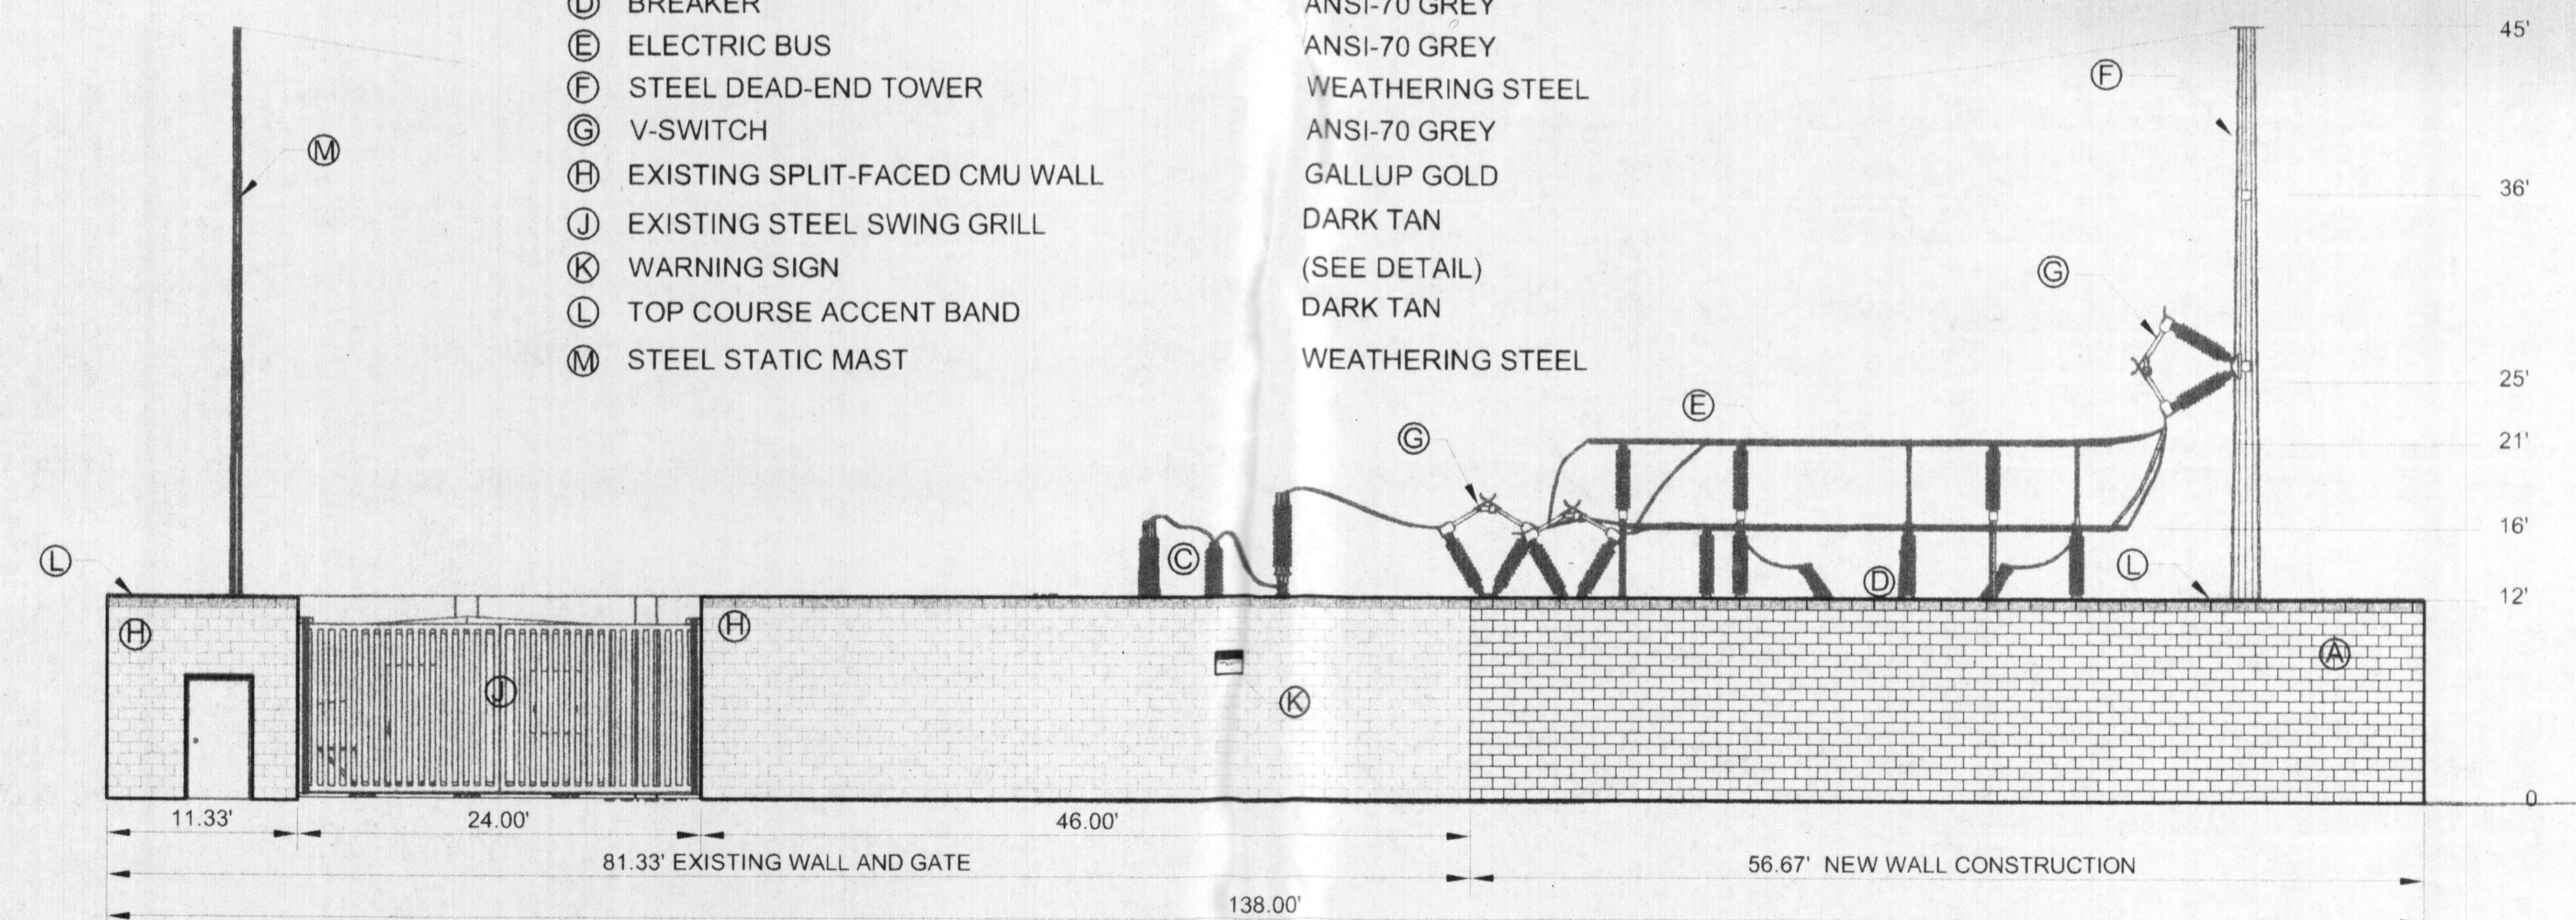 Ⓓ BREAKER ANSI-70 GREY
Ⓔ ELECTRIC BUS ANSI-70 GREY
Ⓕ STEEL DEAD-END TOWER WEATHERING STEEL
Ⓖ V-SWITCH ANSI-70 GREY
Ⓗ EXISTING SPLIT-FACED CMU WALL GALLUP GOLD
Ⓙ EXISTING STEEL SWING GRILL DARK TAN
Ⓚ WARNING SIGN (SEE DETAIL)
Ⓛ TOP COURSE ACCENT BAND DARK TAN
Ⓜ STEEL STATIC MAST WEATHERING STEEL
45'
Ⓕ
Ⓜ
36'
Ⓖ
25'
Ⓔ
Ⓖ
21'
16'
Ⓛ
Ⓒ
Ⓓ
Ⓛ
12'
Ⓗ
Ⓗ
Ⓐ
Ⓙ
Ⓚ
0
11.33' 24.00' 46.00'
81.33' EXISTING WALL AND GATE 56.67' NEW WALL CONSTRUCTION
138.00'